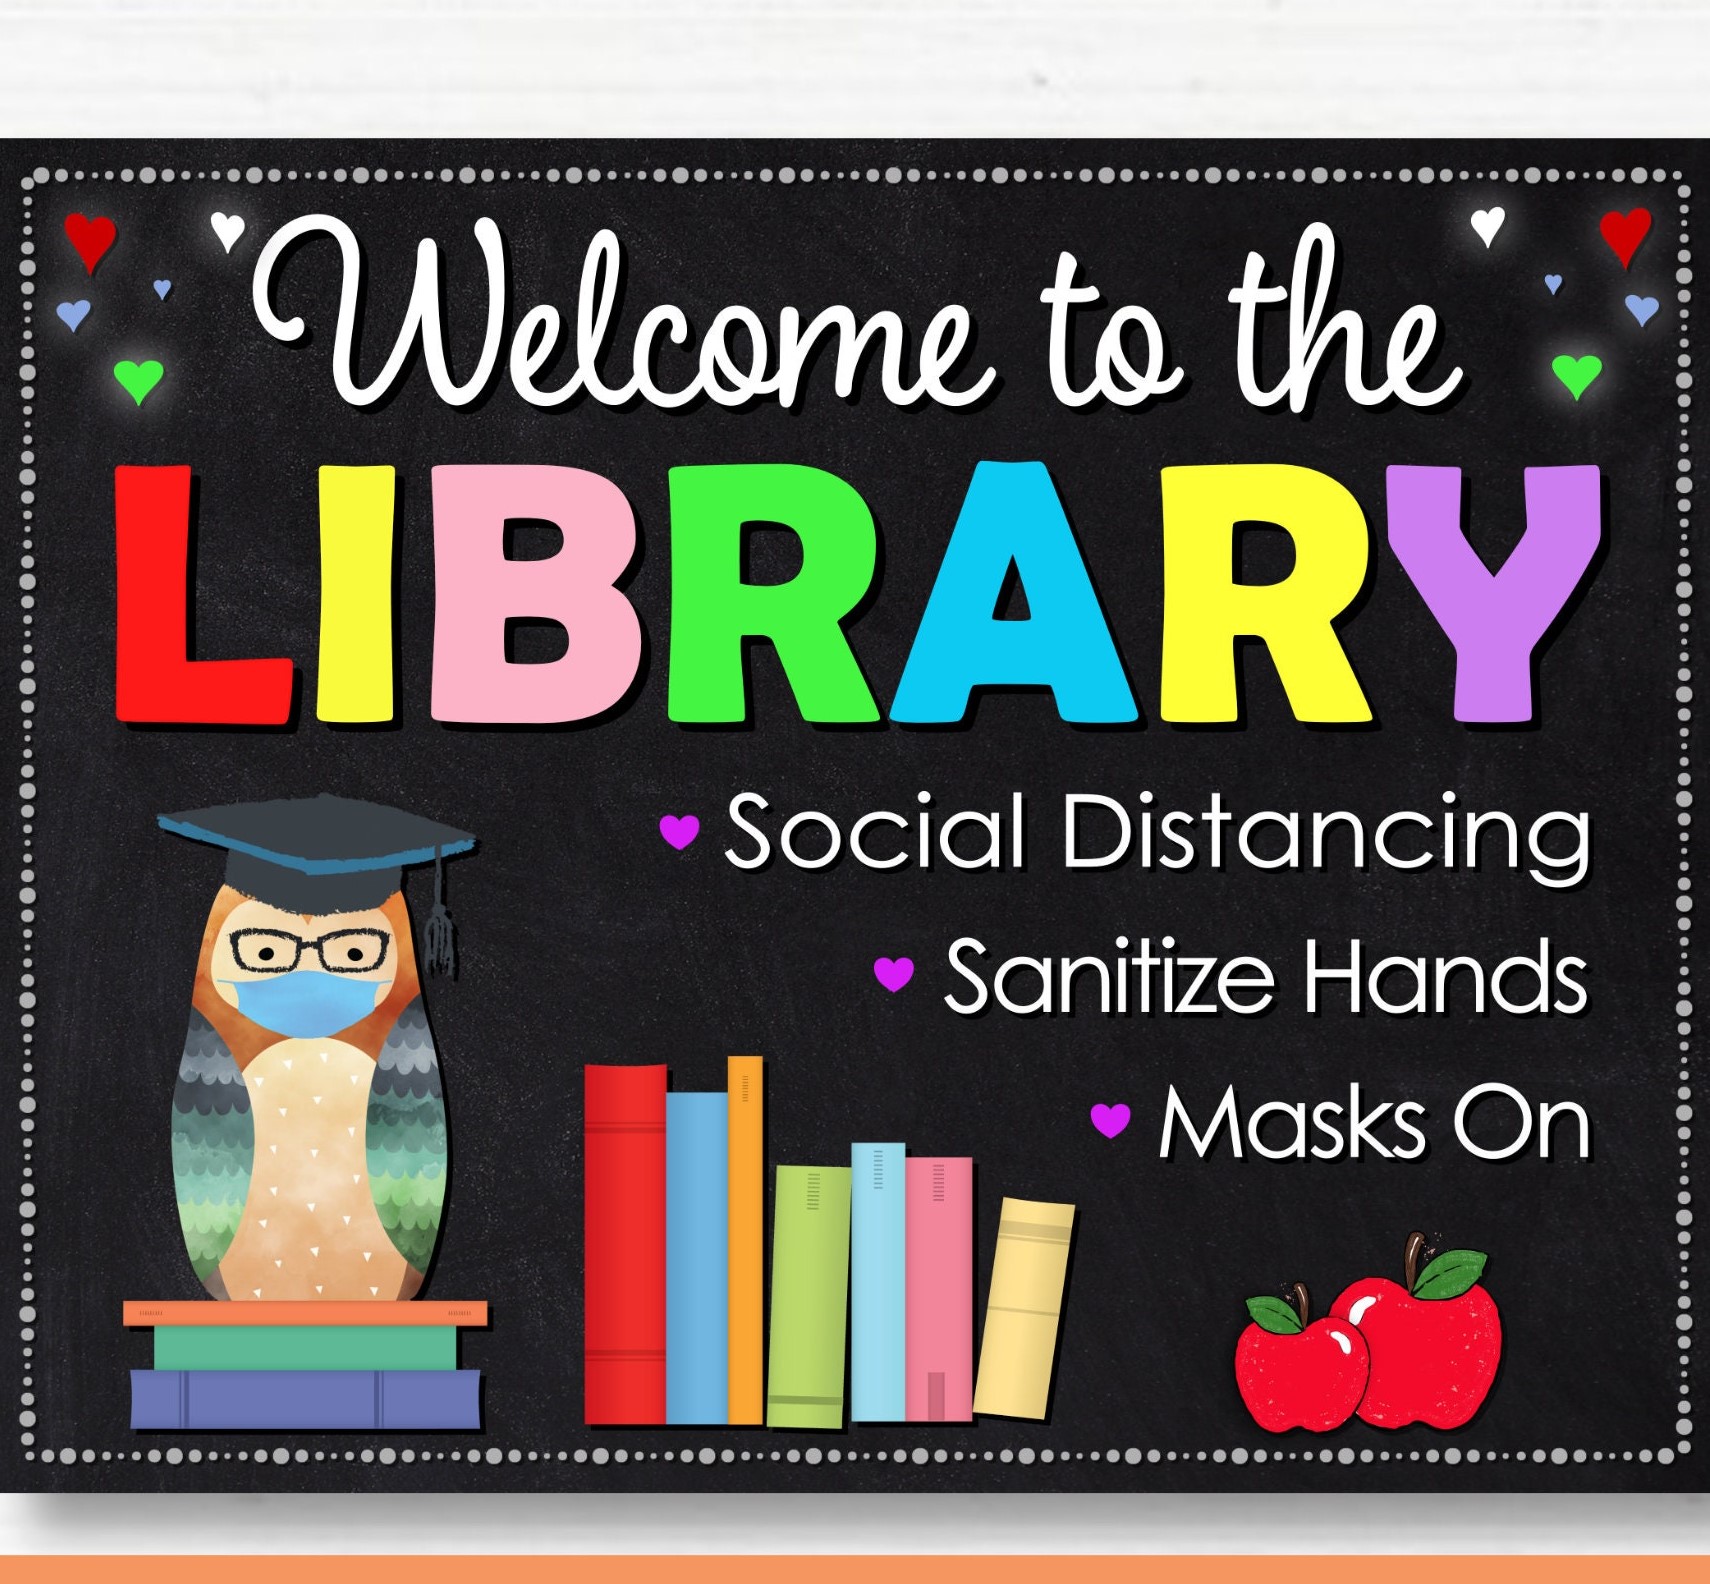 Welcome to the
LIBRARY
Social Distancing
Sanitize Hands
Masks On